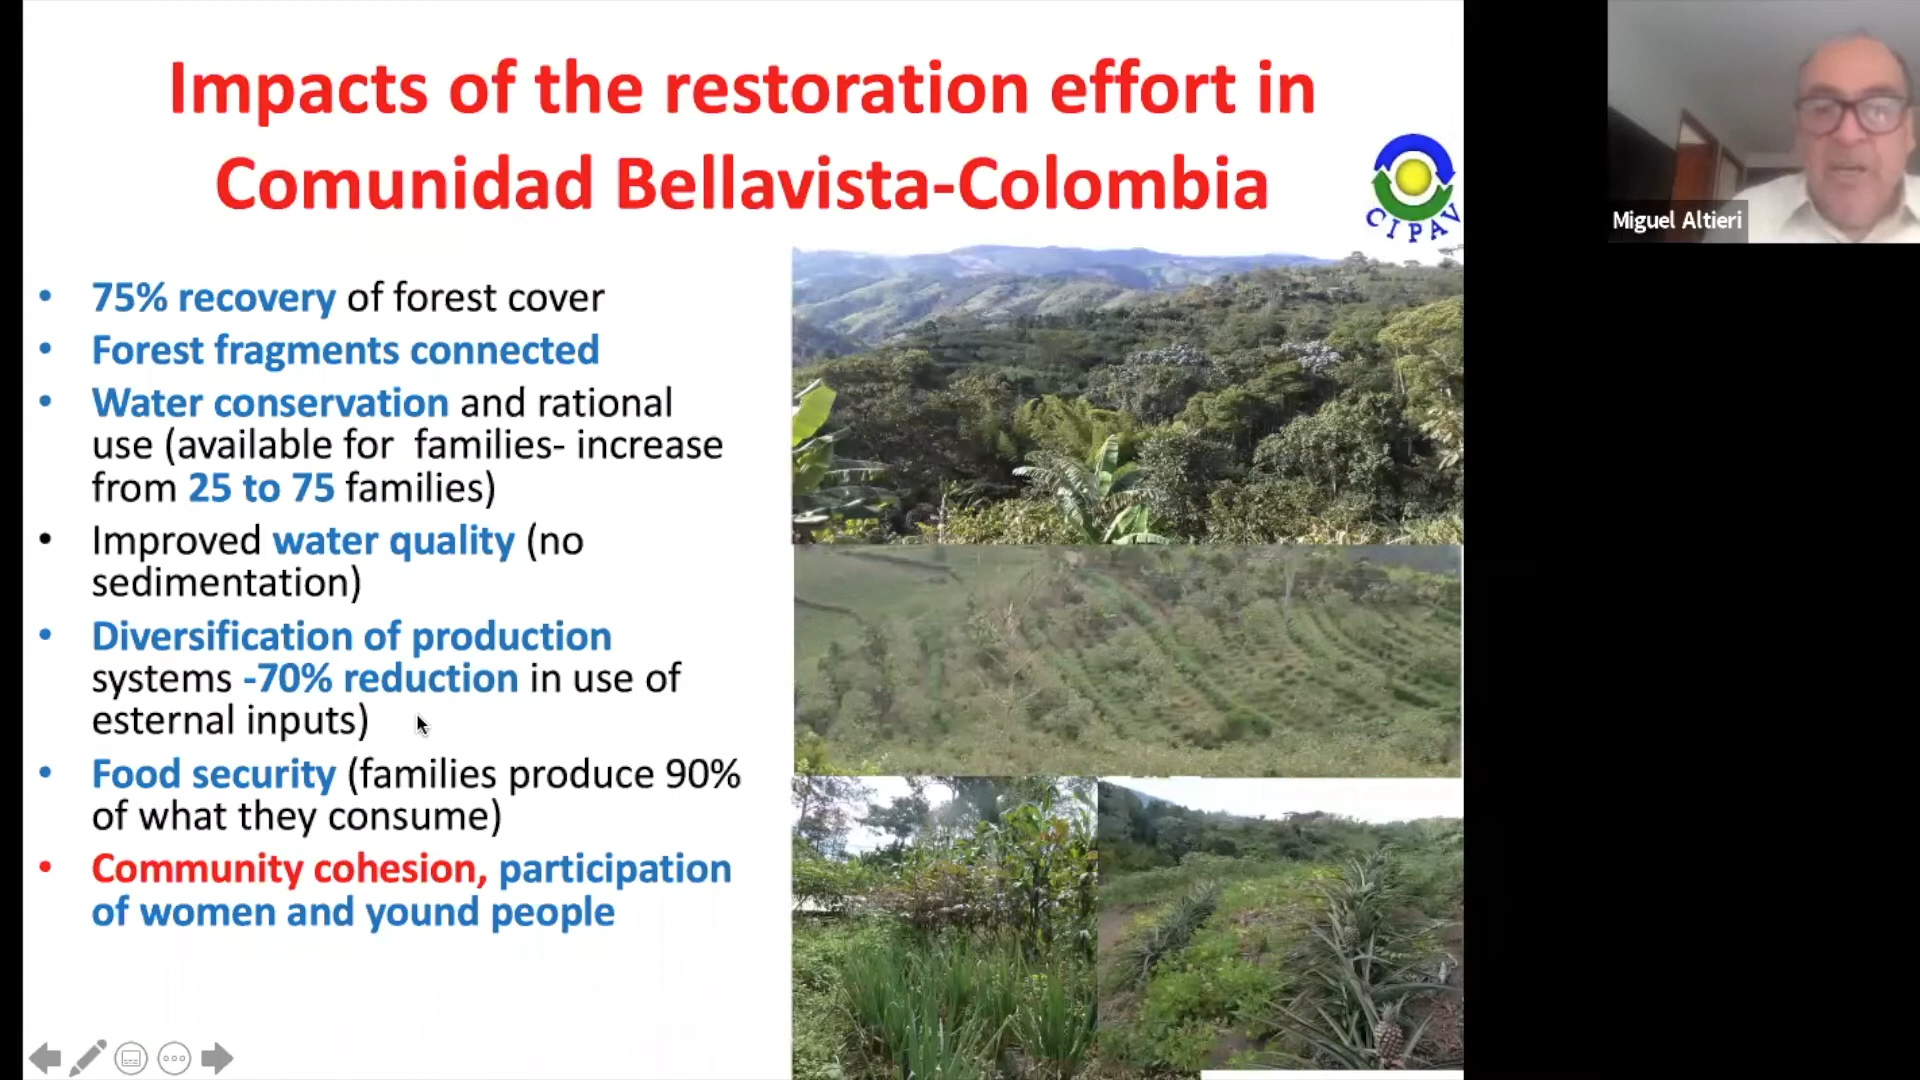 Impacts of the restoration effort in
Comunidad Bellavista-Colombia
CIPAV
Miguel Altieri
• 75% recovery of forest cover
• Forest fragments connected
• Water conservation and rational
use (available for families- increase
from 25 to 75 families)
• Improved water quality (no
sedimentation)
• Diversification of production
systems -70% reduction in use of
esternal inputs)
• Food security (families produce 90%
of what they consume)
• Community cohesion, participation
of women and yound people